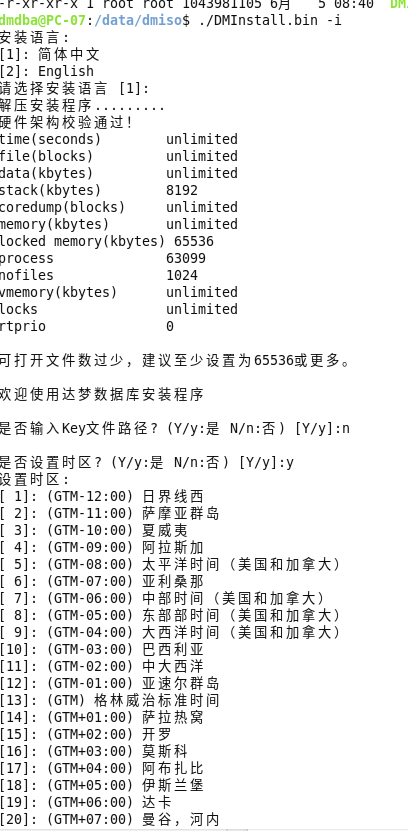 -r-xr-xr-x 1 root root 1043981105 6月   5 08:40  DM
dmdba@PC-07:/data/dmiso$ ./DMInstall.bin -i
安装语言:
[1]: 简体中文
[2]: English
请选择安装语言 [1]:
解压安装程序.........
硬件架构校验通过!
time(seconds)        unlimited
file(blocks)         unlimited
data(kbytes)         unlimited
stack(kbytes)        8192
coredump(blocks)     unlimited
memory(kbytes)       unlimited
locked memory(kbytes) 65536
process              63099
nofiles              1024
vmemory(kbytes)      unlimited
locks                unlimited
rtprio               0
可打开文件数过少，建议至少设置为65536或更多。
欢迎使用达梦数据库安装程序
是否输入Key文件路径? (Y/y:是 N/n:否) [Y/y]:n
是否设置时区? (Y/y:是 N/n:否) [Y/y]:y
设置时区:
[ 1]: (GTM-12:00) 日界线西
[ 2]: (GTM-11:00) 萨摩亚群岛
[ 3]: (GTM-10:00) 夏威夷
[ 4]: (GTM-09:00) 阿拉斯加
[ 5]: (GTM-08:00) 太平洋时间（美国和加拿大）
[ 6]: (GTM-07:00) 亚利桑那
[ 7]: (GTM-06:00) 中部时间（美国和加拿大）
[ 8]: (GTM-05:00) 东部部时间（美国和加拿大）
[ 9]: (GTM-04:00) 大西洋时间（美国和加拿大）
[10]: (GTM-03:00) 巴西利亚
[11]: (GTM-02:00) 中大西洋
[12]: (GTM-01:00) 亚速尔群岛
[13]: (GTM) 格林威治标准时间
[14]: (GTM+01:00) 萨拉热窝
[15]: (GTM+02:00) 开罗
[16]: (GTM+03:00) 莫斯科
[17]: (GTM+04:00) 阿布扎比
[18]: (GTM+05:00) 伊斯兰堡
[19]: (GTM+06:00) 达卡
[20]: (GTM+07:00) 曼谷，河内